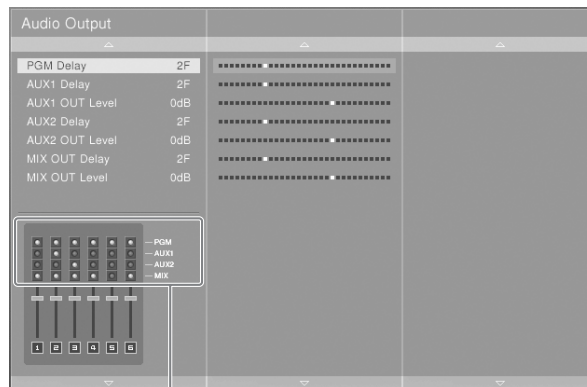 Audio Output
PGM Delay 2F
AUX1 Delay 2F
AUX1 OUT Level 0dB
AUX2 Delay 2F
AUX2 OUT Level 0dB
MIX OUT Delay 2F
MIX OUT Level 0dB
PGM
AUX1
AUX2
MIX
1 2 3 4 5 6